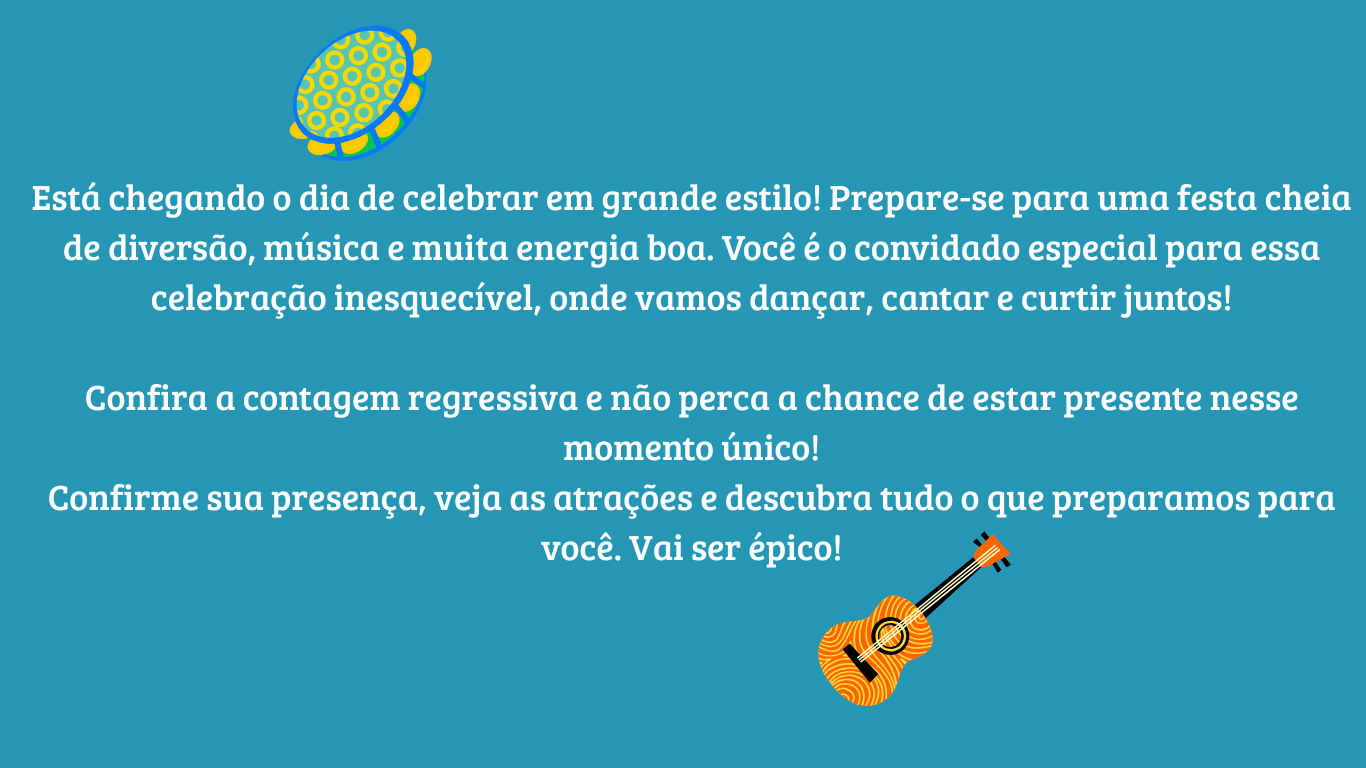 Está chegando o dia de celebrar em grande estilo! Prepare-se para uma festa cheia
de diversão, música e muita energia boa. Você é o convidado especial para essa
celebração inesquecível, onde vamos dançar, cantar e curtir juntos!
Confira a contagem regressiva e não perca a chance de estar presente nesse
momento único!
Confirme sua presença, veja as atrações e descubra tudo o que preparamos para
você. Vai ser épico!